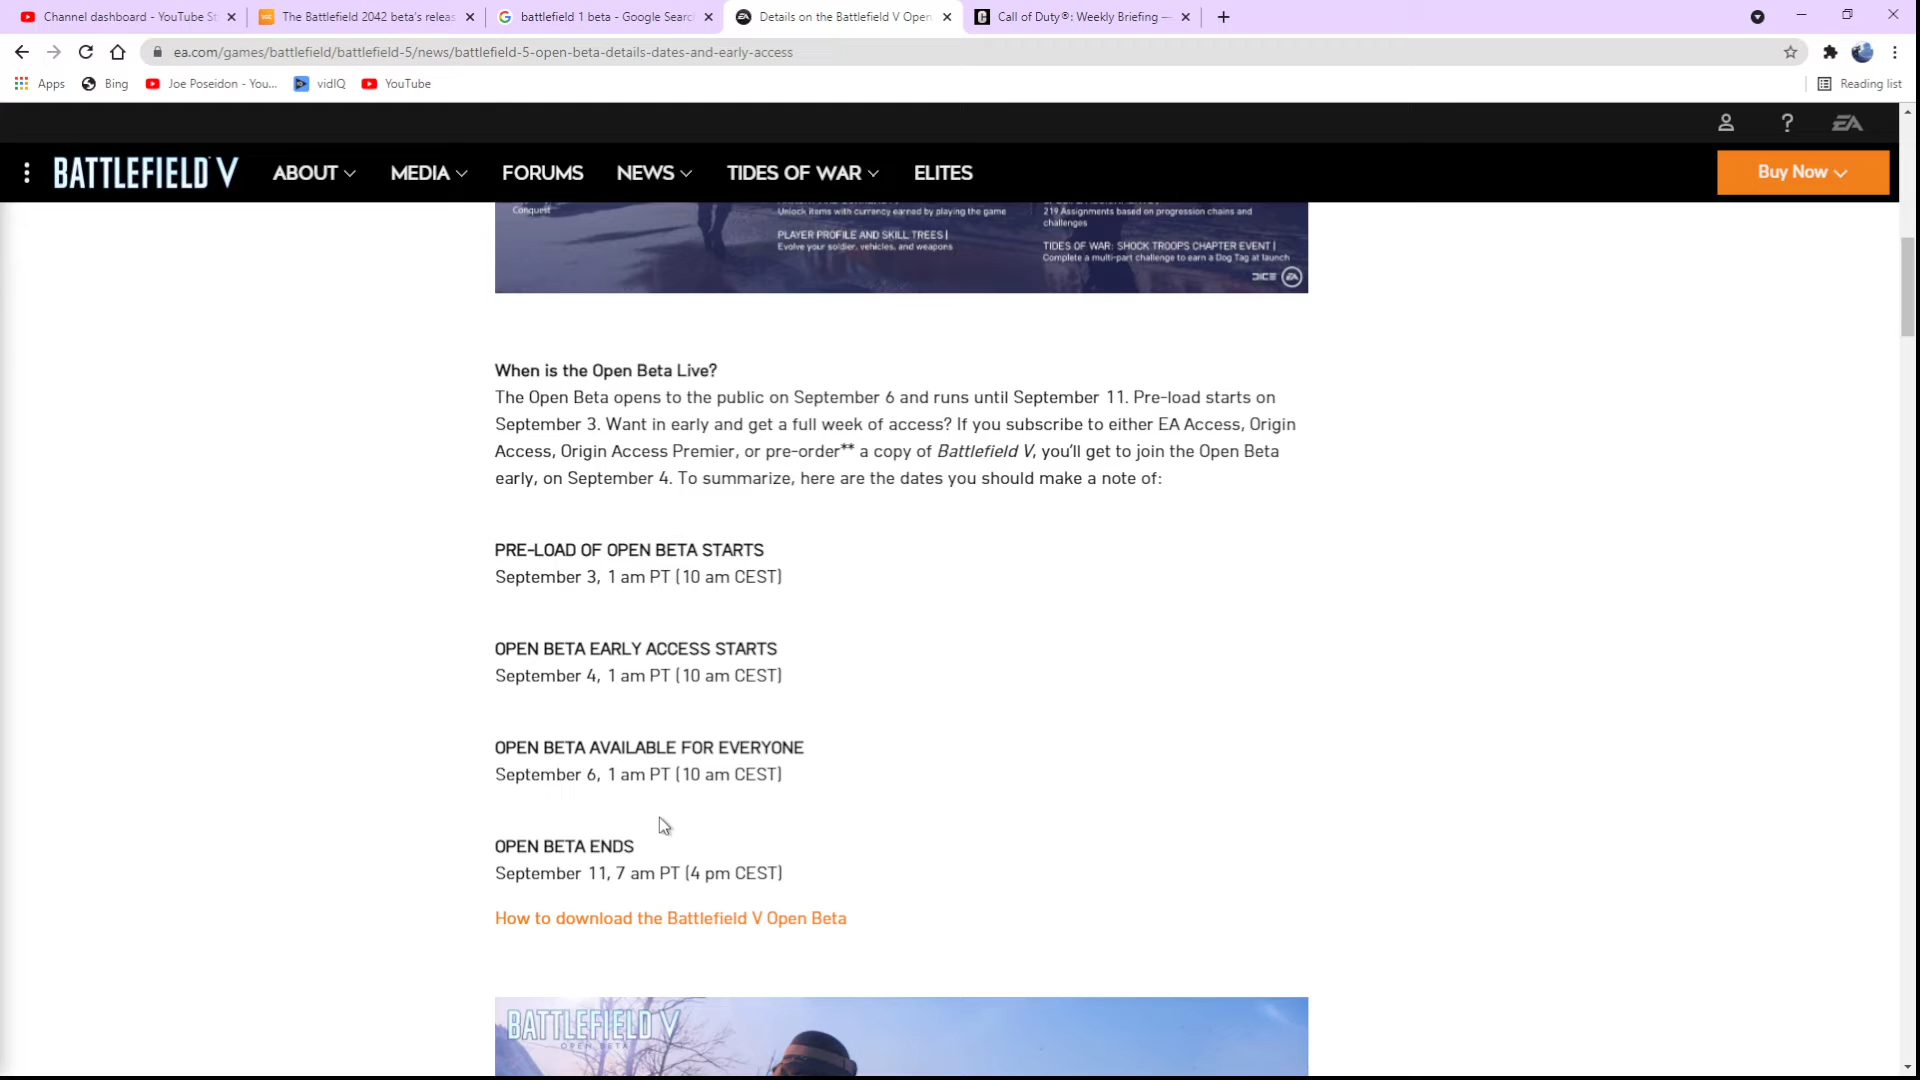 Channel dashboard - YouTube St
The Battlefield 2042 beta's releas
battlefield 1 beta - Google Searc
Details on the Battlefield V Open
Call of Duty®: Weekly Briefing —
ea.com/games/battlefield/battlefield-5/news/battlefield-5-open-beta-details-dates-and-early-access
Apps
Bing
Joe Poseidon - You...
vidIQ
YouTube
Reading list
EA
BATTLEFIELD V
ABOUT
MEDIA
FORUMS
NEWS
TIDES OF WAR
ELITES
Buy Now
Conquest
Unlock items with currency earned by playing the game
PLAYER PROFILE AND SKILL TREES |
Evolve your soldier, vehicles, and weapons
219 Assignments based on progression chains and
challenges
TIDES OF WAR: SHOCK TROOPS CHAPTER EVENT |
Complete a multi-part challenge to earn a Dog Tag at launch
DICE EA
When is the Open Beta Live?
The Open Beta opens to the public on September 6 and runs until September 11. Pre-load starts on
September 3. Want in early and get a full week of access? If you subscribe to either EA Access, Origin
Access, Origin Access Premier, or pre-order** a copy of Battlefield V, you'll get to join the Open Beta
early, on September 4. To summarize, here are the dates you should make a note of:
PRE-LOAD OF OPEN BETA STARTS
September 3, 1 am PT (10 am CEST)
OPEN BETA EARLY ACCESS STARTS
September 4, 1 am PT (10 am CEST)
OPEN BETA AVAILABLE FOR EVERYONE
September 6, 1 am PT (10 am CEST)
OPEN BETA ENDS
September 11, 7 am PT (4 pm CEST)
How to download the Battlefield V Open Beta
BATTLEFIELD V
OPEN BETA